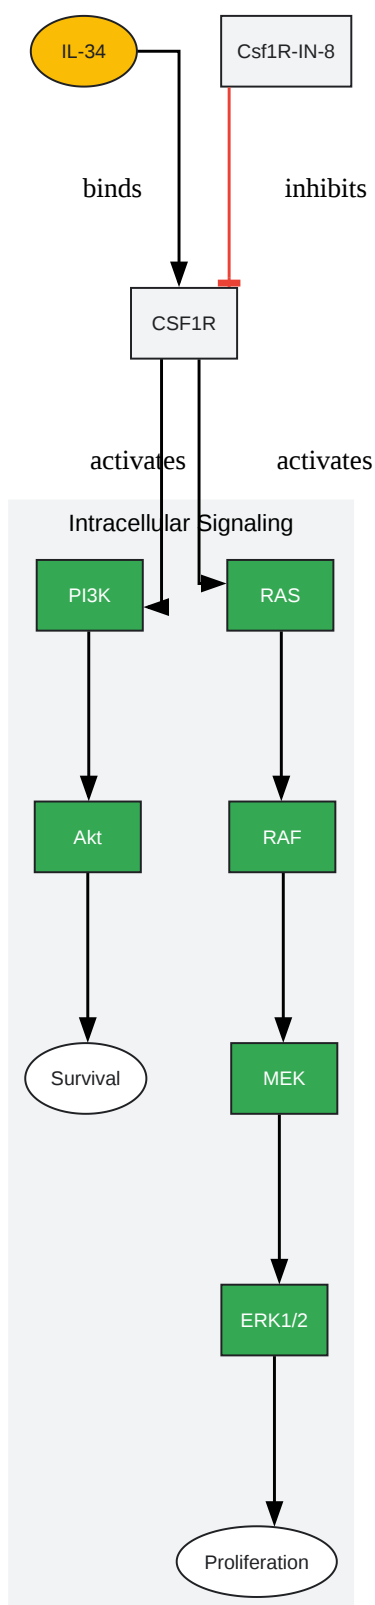 IL-34
Csf1R-IN-8
binds
inhibits
CSF1R
activates
activates
Intracellular Signaling
PI3K
RAS
Akt
RAF
Survival
MEK
ERK1/2
Proliferation